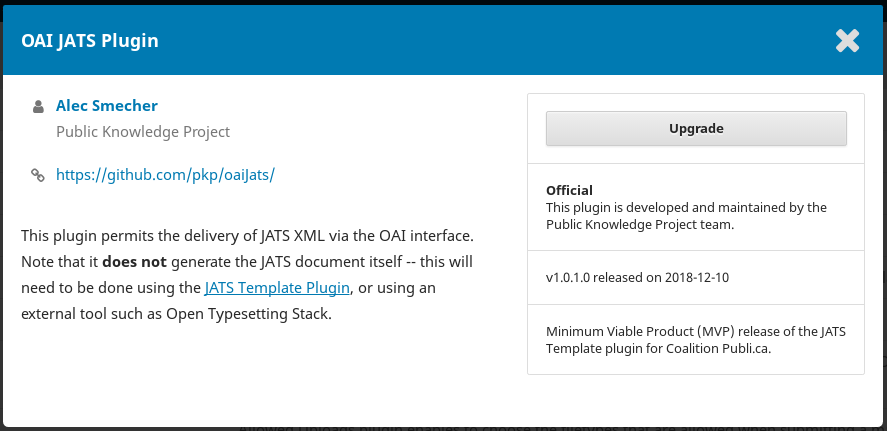 OAI JATS Plugin
Alec Smecher
Public Knowledge Project
https://github.com/pkp/oaiJats/
This plugin permits the delivery of JATS XML via the OAI interface.
Note that it does not generate the JATS document itself -- this will
need to be done using the JATS Template Plugin, or using an
external tool such as Open Typesetting Stack.
Upgrade
Official
This plugin is developed and maintained by the
Public Knowledge Project team.
v1.0.1.0 released on 2018-12-10
Minimum Viable Product (MVP) release of the JATS
Template plugin for Coalition Publi.ca.